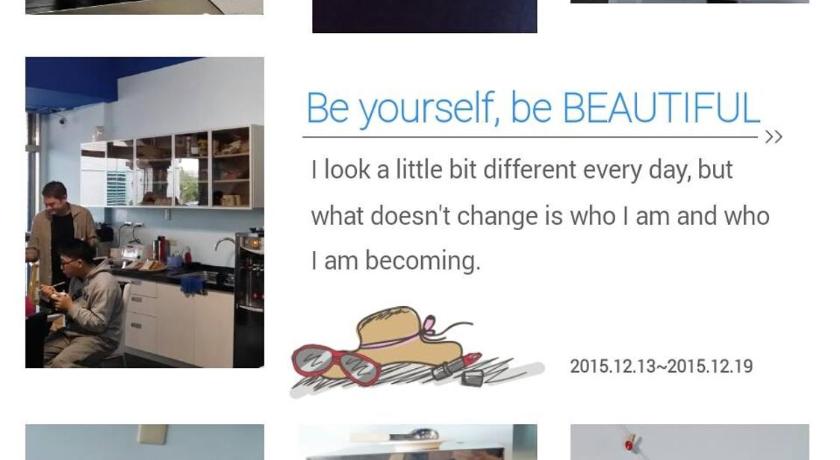 Be yourself, be BEAUTIFUL
I look a little bit different every day, but
what doesn't change is who I am and who
I am becoming.
2015.12.13~2015.12.19